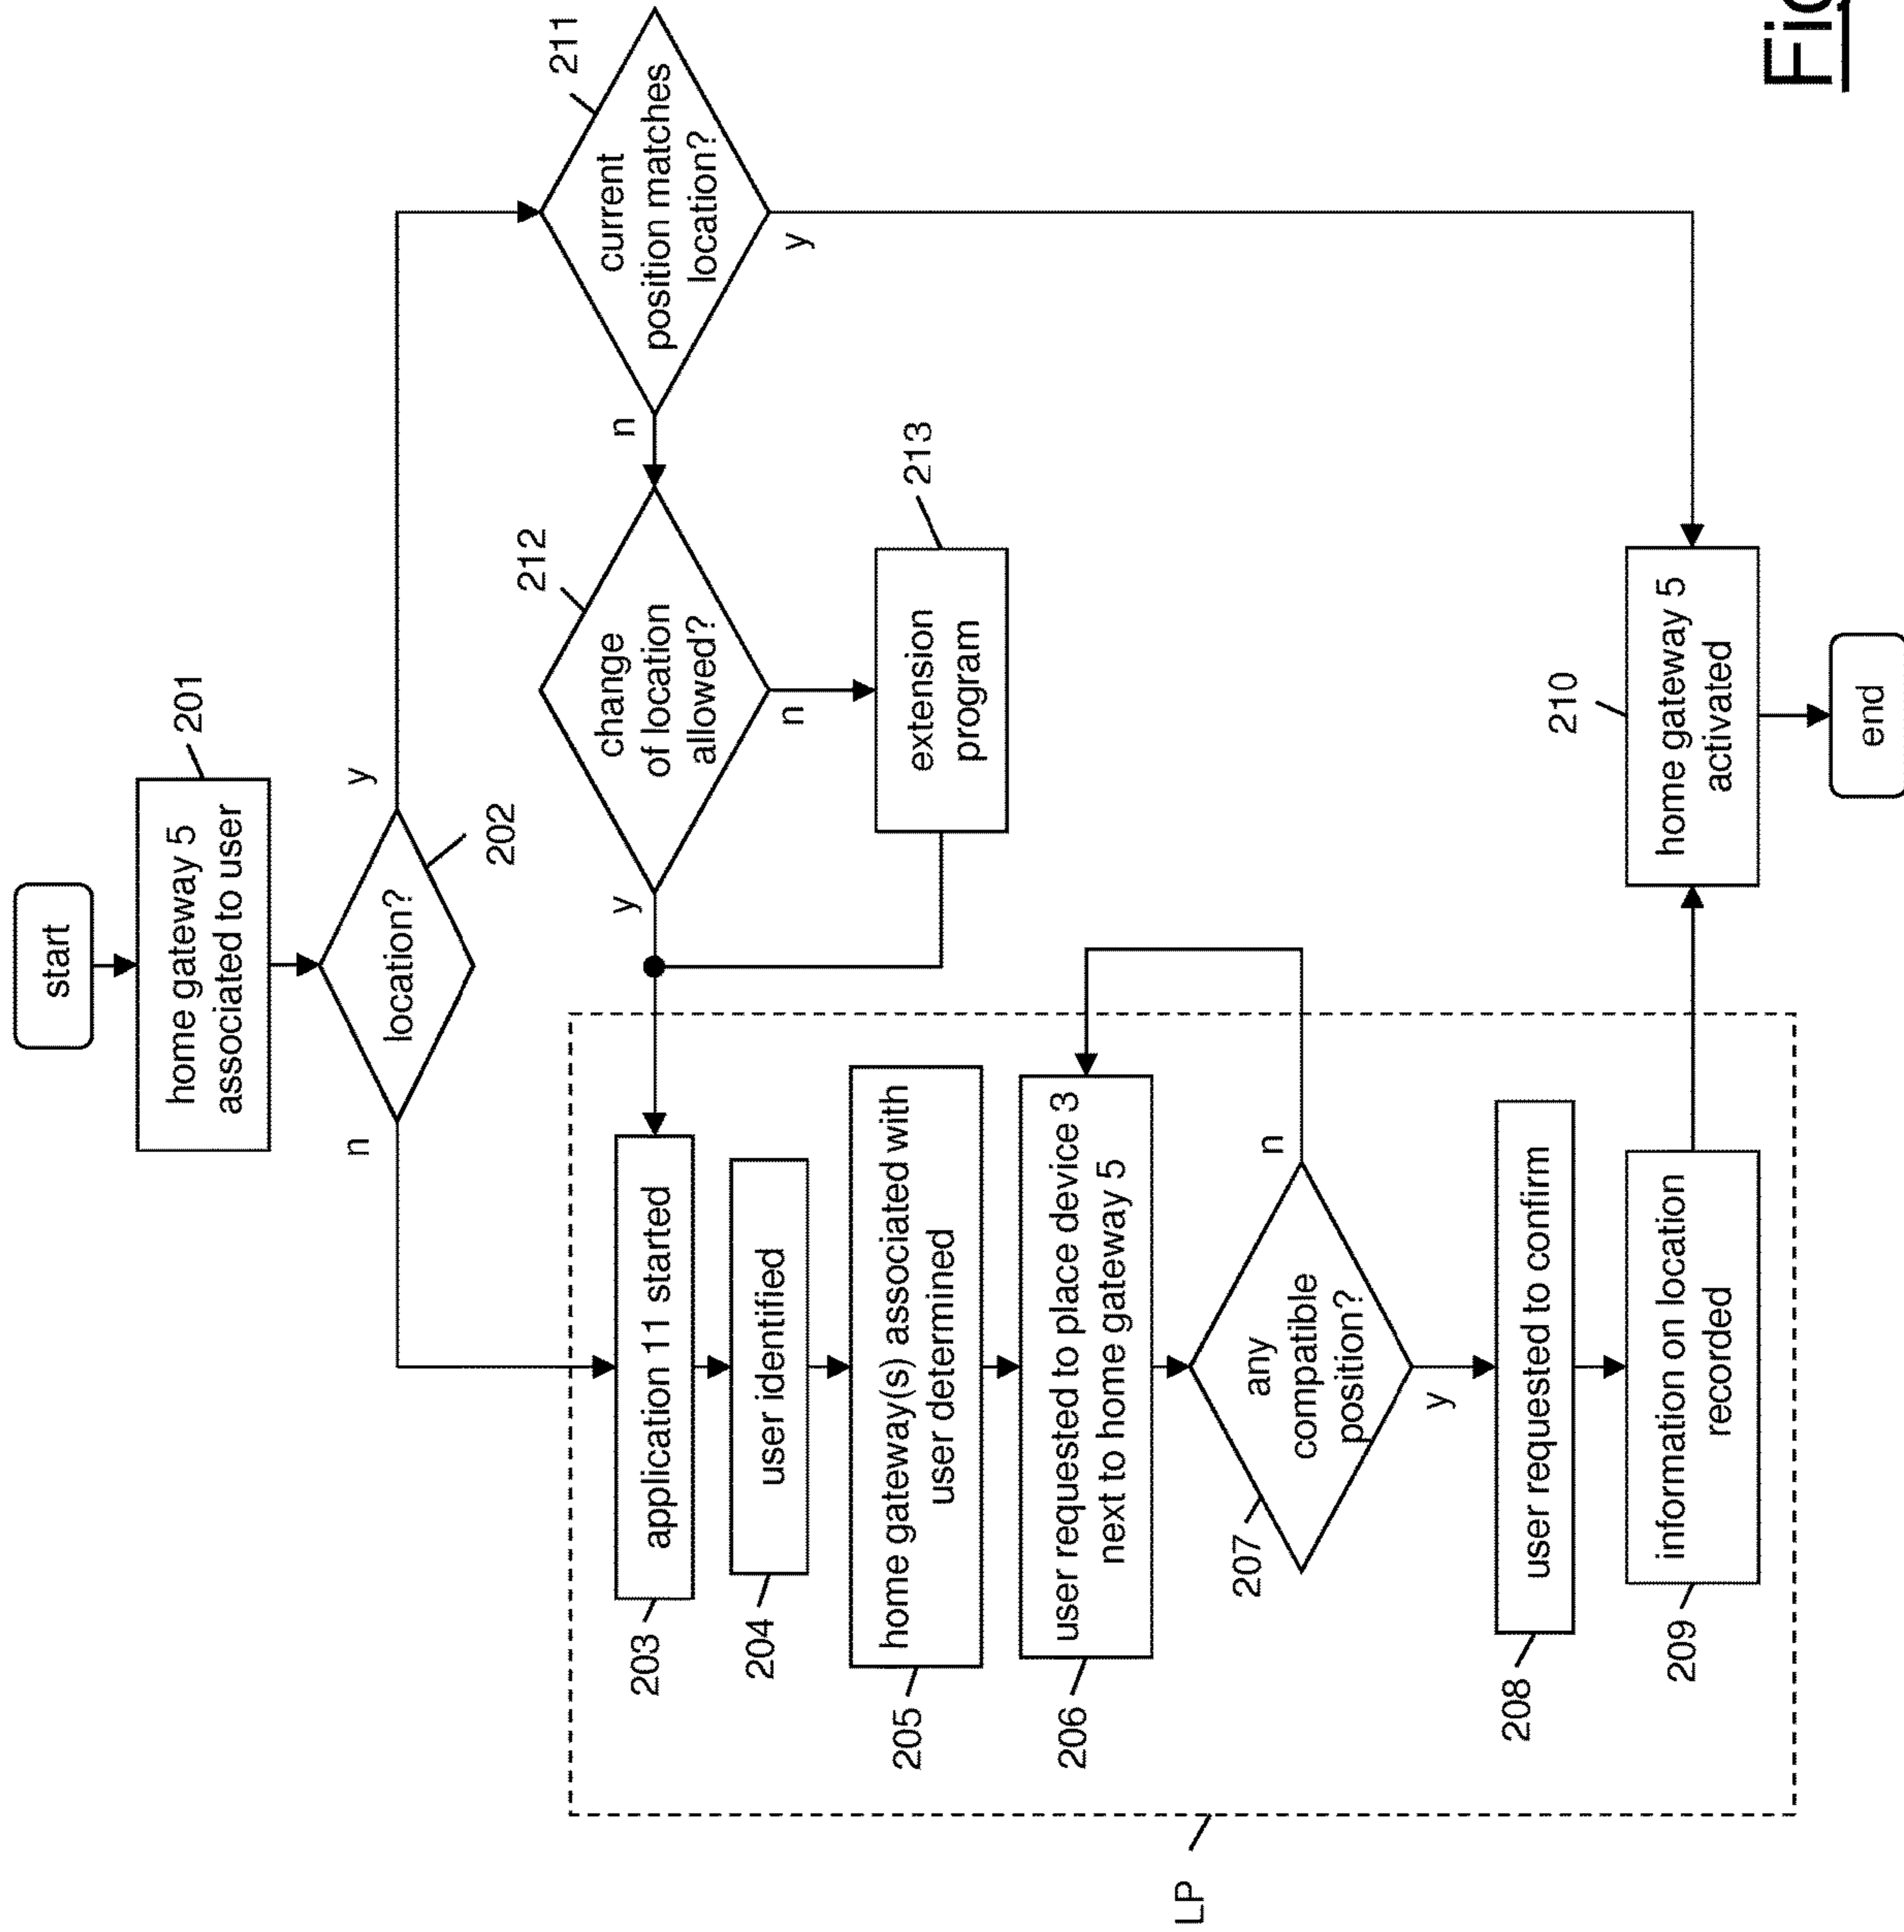 start
home gateway 5
associated to user
201
location?
202
n
y
current
position matches
location?
211
n
y
change
of location
allowed?
212
y
n
extension
program
213
application 11 started
203
user identified
204
home gateway(s) associated with
user determined
205
user requested to place device 3
next to home gateway 5
206
any
compatible
position?
207
n
y
user requested to confirm
208
information on location
recorded
209
LP
home gateway 5
activated
210
end